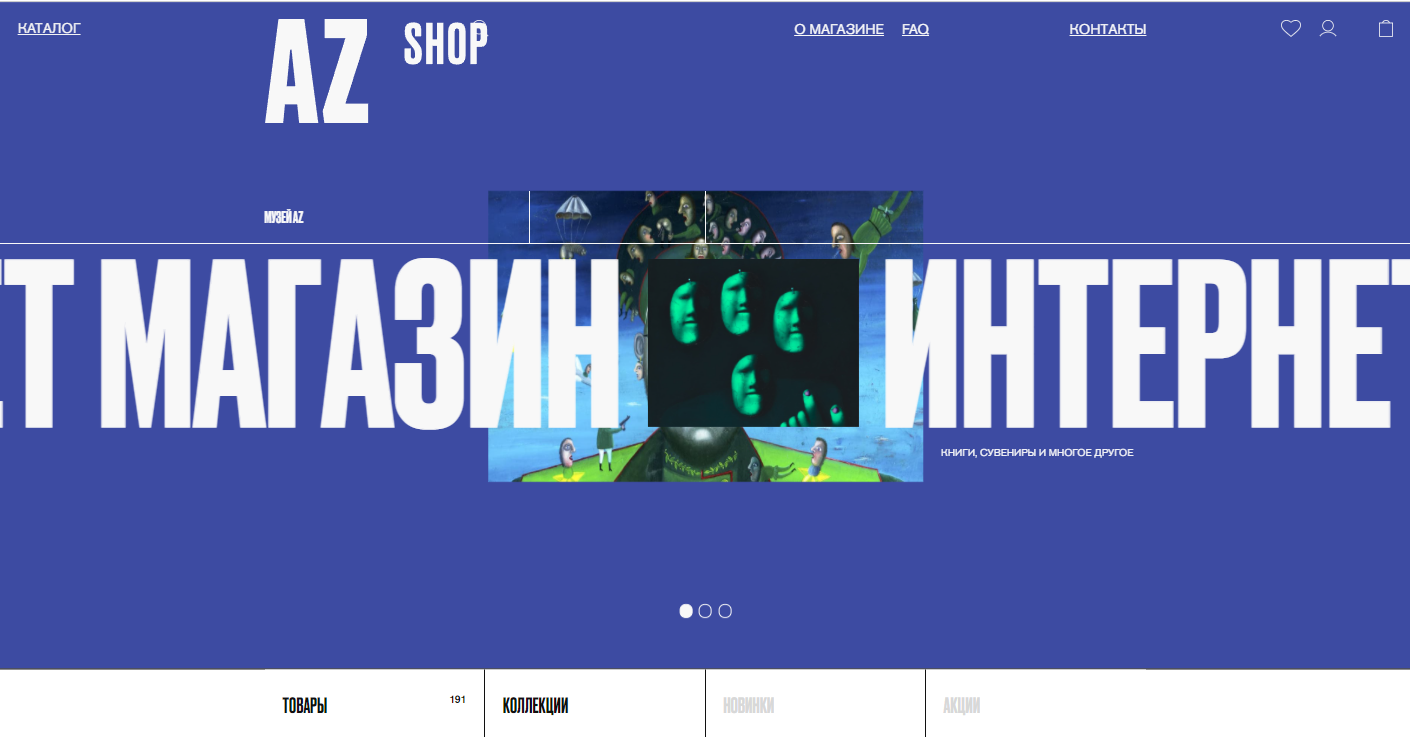 КАТАЛОГ
AZ
SHOP
О МАГАЗИНЕ
FAQ
КОНТАКТЫ
МУЗЕЙ AZ
ЕТ МАГАЗИН
ИНТЕРНЕТ
КНИГИ, СУВЕНИРЫ И МНОГОЕ ДРУГОЕ
ТОВАРЫ
191
КОЛЛЕКЦИИ
НОВИНКИ
АКЦИИ